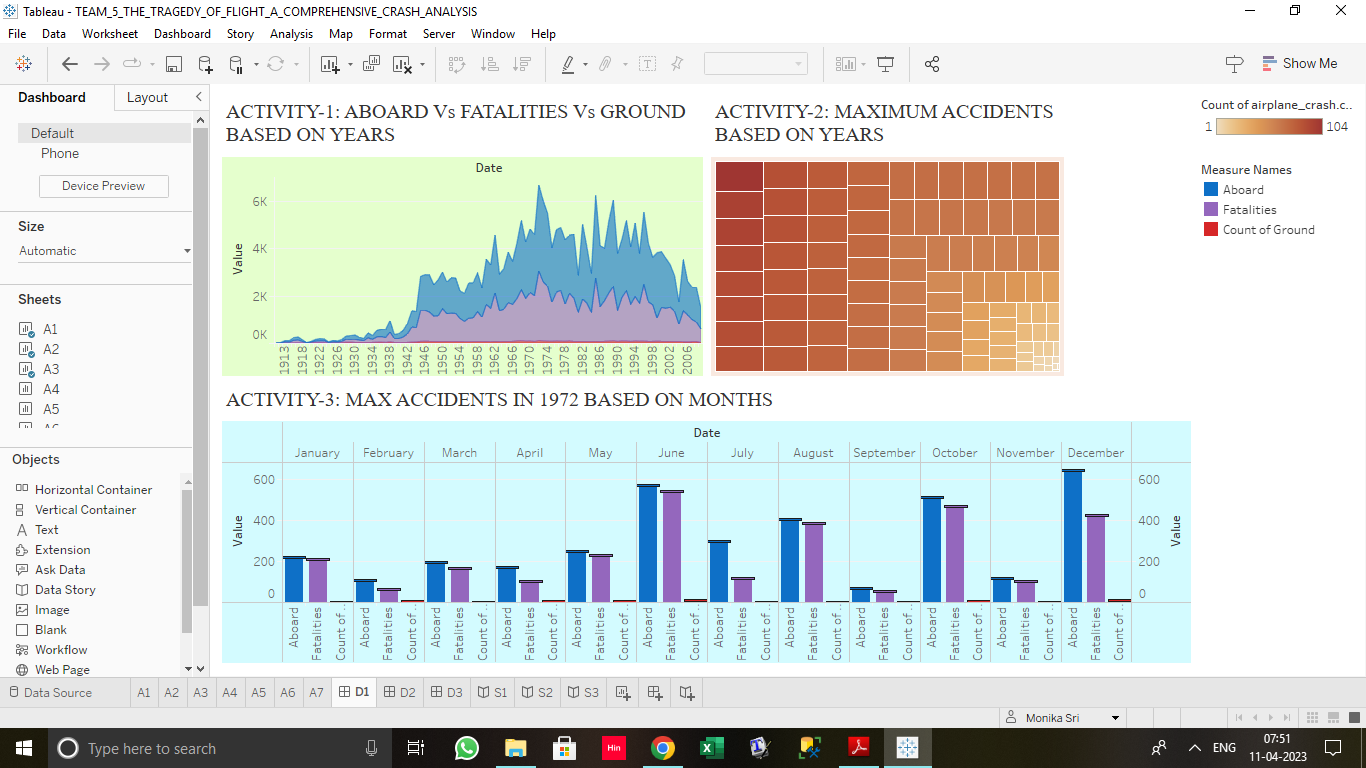 Tableau - TEAM_5_THE_TRAGEDY_OF_FLIGHT_A_COMPREHENSIVE_CRASH_ANALYSIS
File Data Worksheet Dashboard Story Analysis Map Format Server Window Help
Show Me
Dashboard Layout
Default
Phone
Device Preview
Size
Automatic
Sheets
A1
A2
A3
A4
A5
Objects
Horizontal Container
Vertical Container
Text
Extension
Ask Data
Data Story
Image
Blank
Workflow
Web Page
ACTIVITY-1: ABOARD Vs FATALITIES Vs GROUND
BASED ON YEARS
Date
Value
6K
4K
2K
0K
1913 1918 1922 1926 1930 1934 1938 1942 1946 1950 1954 1958 1962 1966 1970 1974 1978 1982 1986 1990 1994 1998 2002 2006
ACTIVITY-2: MAXIMUM ACCIDENTS
BASED ON YEARS
Count of airplane_crash.c..
1 104
Measure Names
Aboard
Fatalities
Count of Ground
ACTIVITY-3: MAX ACCIDENTS IN 1972 BASED ON MONTHS
Date
January February March April May June July August September October November December
Value
600 600
400 400
200 200
0 0
Value
Aboard Fatalities Count of .. Aboard Fatalities Count of .. Aboard Fatalities Count of .. Aboard Fatalities Count of .. Aboard Fatalities Count of .. Aboard Fatalities Count of .. Aboard Fatalities Count of .. Aboard Fatalities Count of .. Aboard Fatalities Count of .. Aboard Fatalities Count of .. Aboard Fatalities Count of .. Aboard Fatalities Count of ..
Data Source A1 A2 A3 A4 A5 A6 A7 D1 D2 D3 S1 S2 S3
Monika Sri
Type here to search
Hin
ENG
07:51
11-04-2023